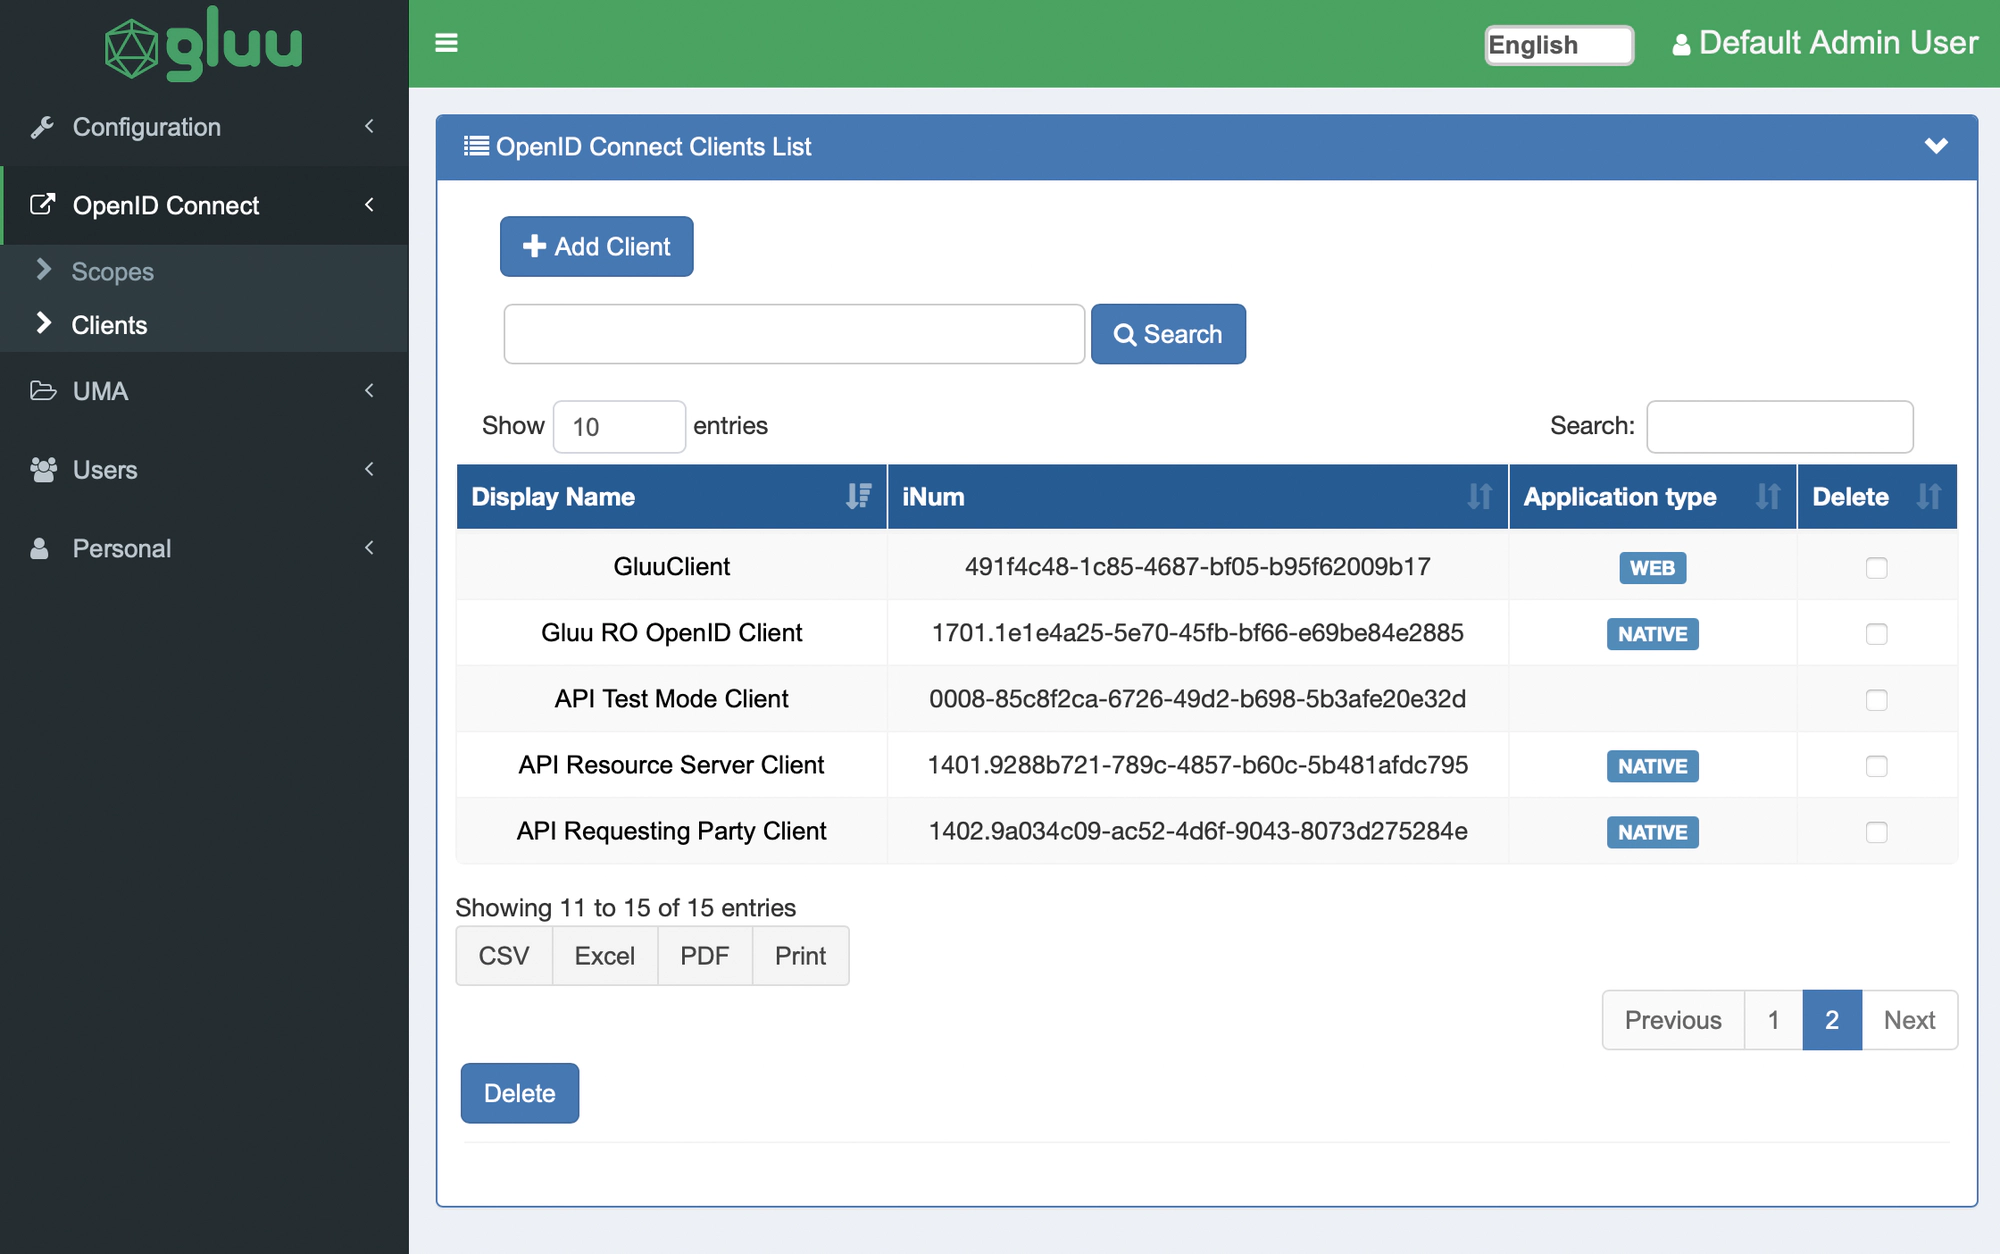 gluu
English
Default Admin User
Configuration
OpenID Connect
Scopes
Clients
UMA
Users
Personal
OpenID Connect Clients List
Add Client
Search
Show 10 entries
Search:
Display Name iNum Application type Delete
GluuClient 491f4c48-1c85-4687-bf05-b95f62009b17 WEB
Gluu RO OpenID Client 1701.1e1e4a25-5e70-45fb-bf66-e69be84e2885 NATIVE
API Test Mode Client 0008-85c8f2ca-6726-49d2-b698-5b3afe20e32d
API Resource Server Client 1401.9288b721-789c-4857-b60c-5b481afdc795 NATIVE
API Requesting Party Client 1402.9a034c09-ac52-4d6f-9043-8073d275284e NATIVE
Showing 11 to 15 of 15 entries
CSV Excel PDF Print
Previous 1 2 Next
Delete